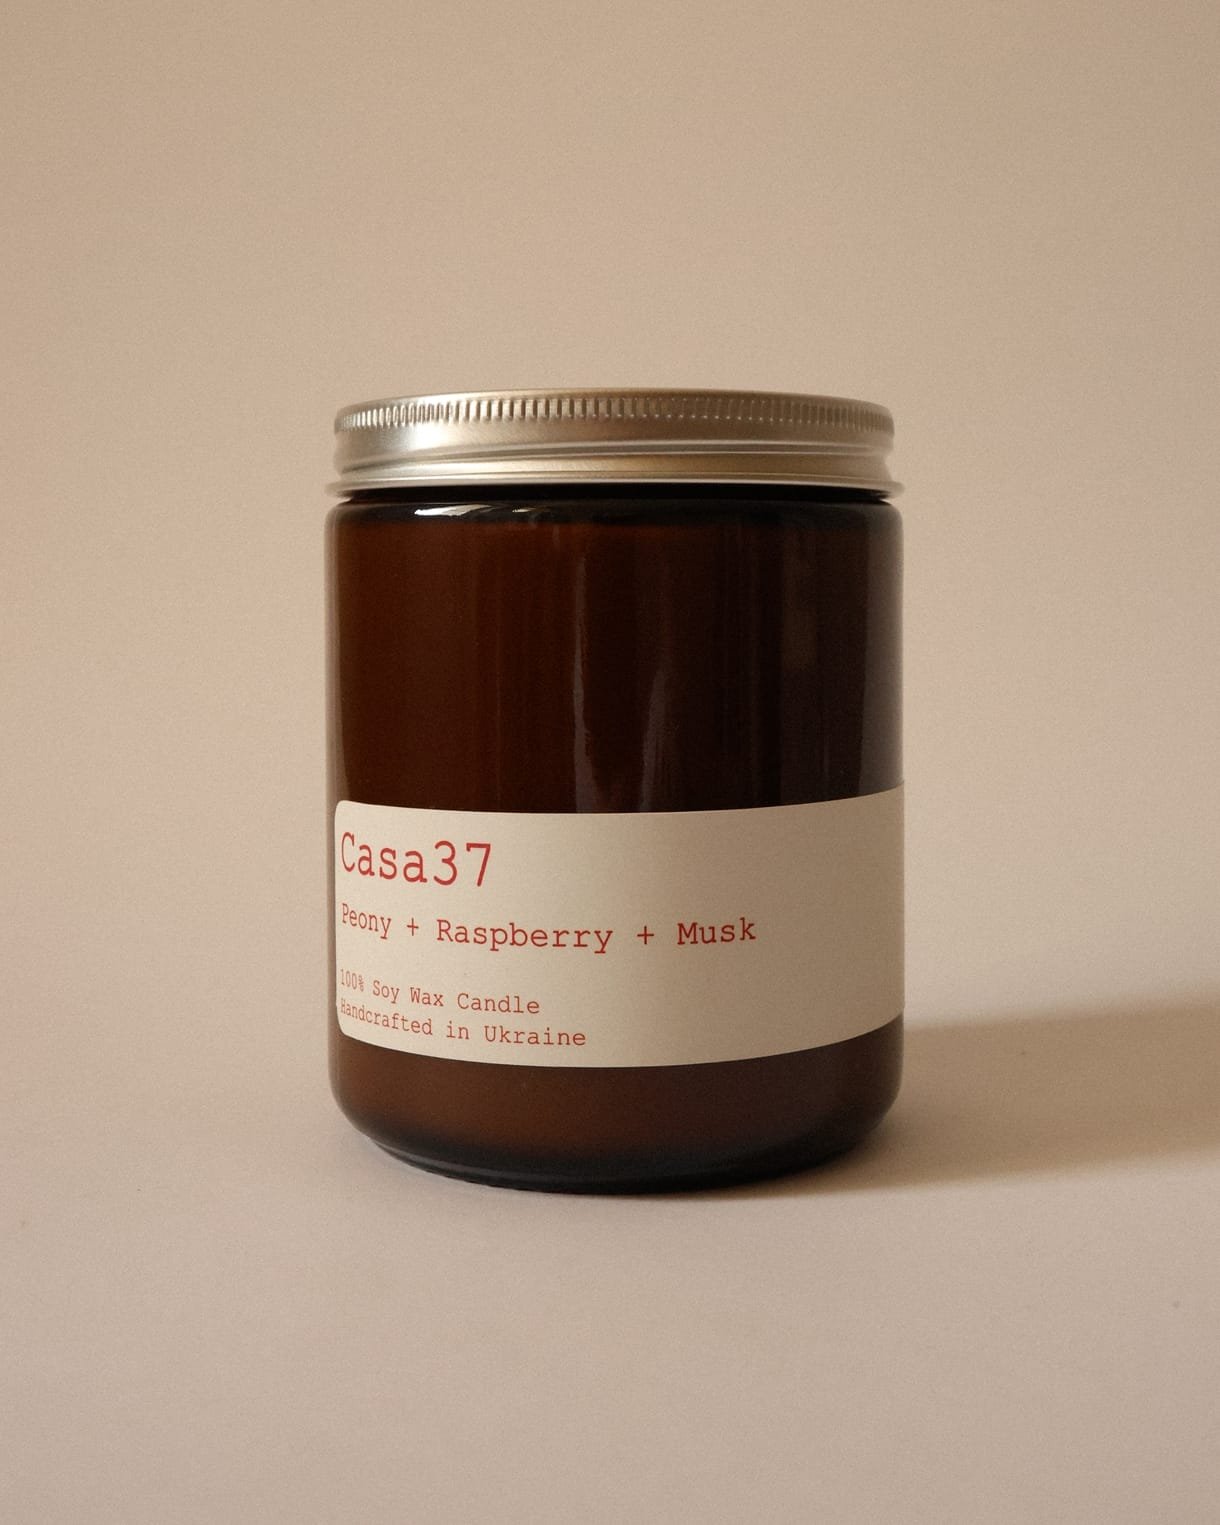 Casa37
Peony + Raspberry + Musk
100% Soy Wax Candle
Handcrafted in Ukraine